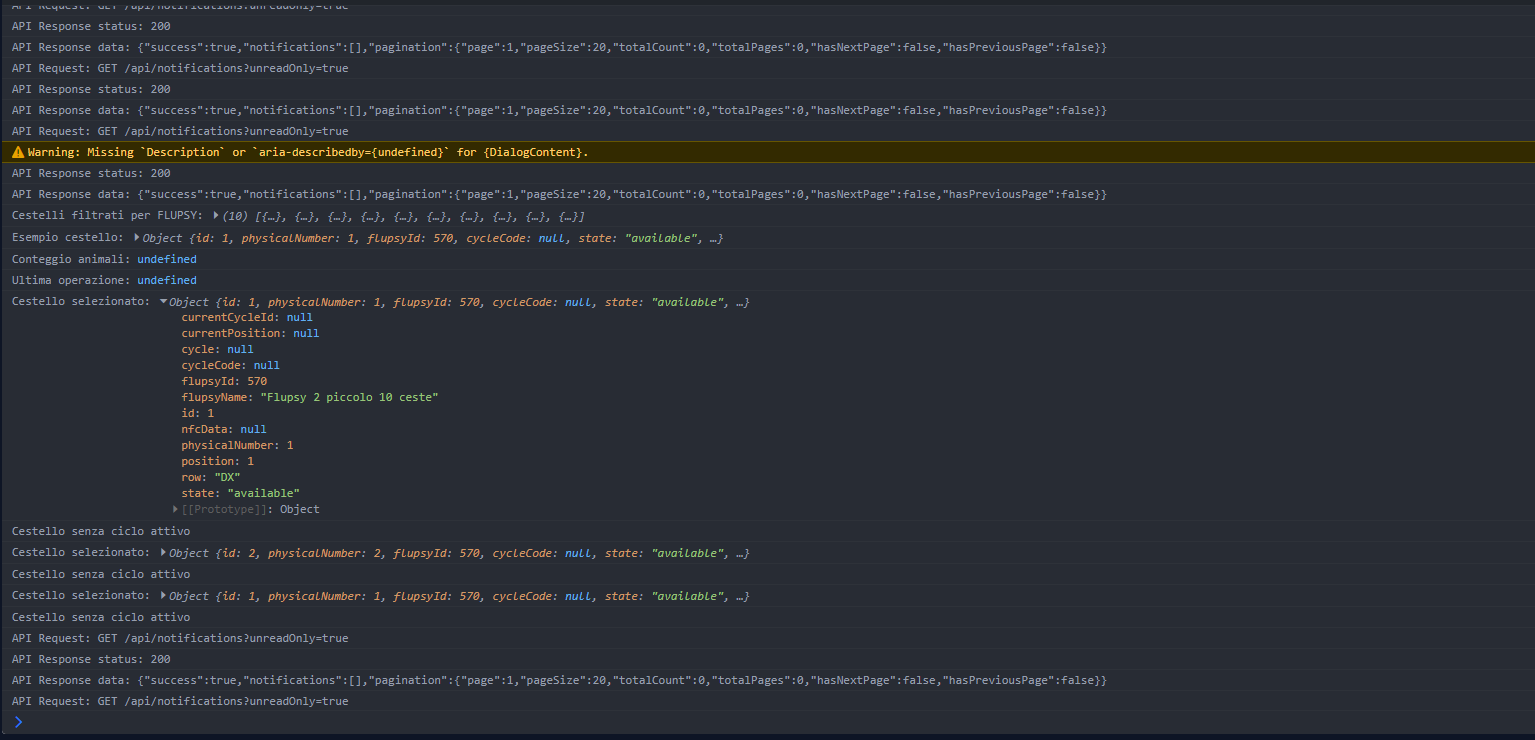 API Request: GET /api/notifications?unreadOnly=true
API Response status: 200
API Response data: {"success":true,"notifications":[],"pagination":{"page":1,"pageSize":20,"totalCount":0,"totalPages":0,"hasNextPage":false,"hasPreviousPage":false}}
API Request: GET /api/notifications?unreadOnly=true
API Response status: 200
API Response data: {"success":true,"notifications":[],"pagination":{"page":1,"pageSize":20,"totalCount":0,"totalPages":0,"hasNextPage":false,"hasPreviousPage":false}}
API Request: GET /api/notifications?unreadOnly=true
Warning: Missing `Description` or `aria-describedby={undefined}` for {DialogContent}.
API Response status: 200
API Response data: {"success":true,"notifications":[],"pagination":{"page":1,"pageSize":20,"totalCount":0,"totalPages":0,"hasNextPage":false,"hasPreviousPage":false}}
Cestelli filtrati per FLUPSY: (10) [{…}, {…}, {…}, {…}, {…}, {…}, {…}, {…}, {…}, {…}]
Esempio cestello: Object {id: 1, physicalNumber: 1, flupsyId: 570, cycleCode: null, state: "available", …}
Conteggio animali: undefined
Ultima operazione: undefined
Cestello selezionato: Object {id: 1, physicalNumber: 1, flupsyId: 570, cycleCode: null, state: "available", …}
currentCycleId: null
currentPosition: null
cycle: null
cycleCode: null
flupsyId: 570
flupsyName: "Flupsy 2 piccolo 10 ceste"
id: 1
nfcData: null
physicalNumber: 1
position: 1
row: "DX"
state: "available"
[[Prototype]]: Object
Cestello senza ciclo attivo
Cestello selezionato: Object {id: 2, physicalNumber: 2, flupsyId: 570, cycleCode: null, state: "available", …}
Cestello senza ciclo attivo
Cestello selezionato: Object {id: 1, physicalNumber: 1, flupsyId: 570, cycleCode: null, state: "available", …}
Cestello senza ciclo attivo
API Request: GET /api/notifications?unreadOnly=true
API Response status: 200
API Response data: {"success":true,"notifications":[],"pagination":{"page":1,"pageSize":20,"totalCount":0,"totalPages":0,"hasNextPage":false,"hasPreviousPage":false}}
API Request: GET /api/notifications?unreadOnly=true